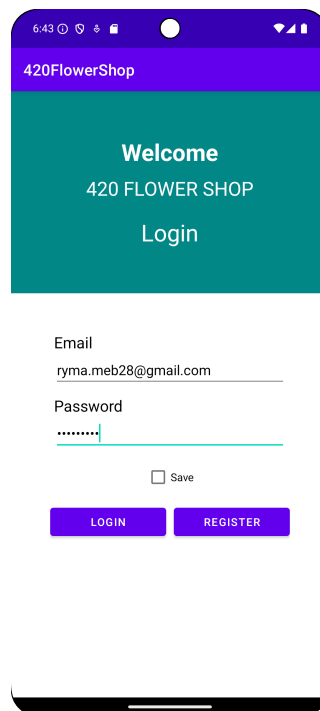 6:43
420FlowerShop
Welcome
420 FLOWER SHOP
Login
Email
ryma.meb28@gmail.com
Password
•••••••••
Save
LOGIN REGISTER